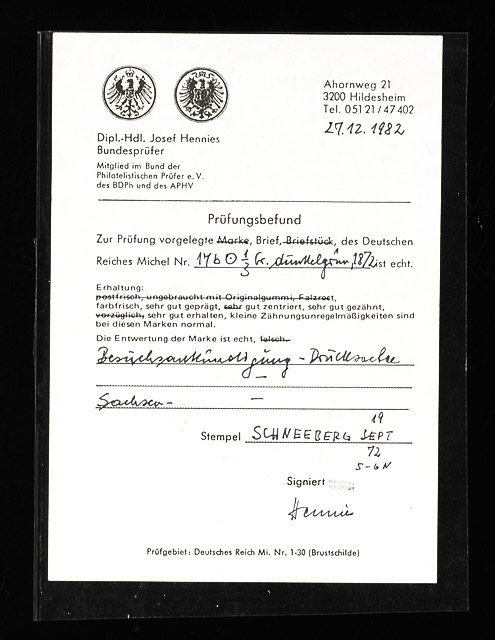 Ahornweg 21
3200 Hildesheim
Tel. 05121/47402
27.12.1982
Dipl.-Hdl. Josef Hennies
Bundesprüfer
Mitglied im Bund der
Philatelistischen Prüfer e.V.
des BDPh und des APHV
Prüfungsbefund
Zur Prüfung vorgelegte Marke, Brief, Briefstück, des Deutschen
Reiches Michel Nr. 17b ⊙ 1/3 Gr. dunkelgrün, 1872 ist echt.
Erhaltung:
postfrisch, ungebraucht mit Originalgummi, Falzrest,
farbfrisch, sehr gut geprägt, sehr gut zentriert, sehr gut gezähnt,
vorzüglich, sehr gut erhalten, kleine Zähnungsunregelmäßigkeiten sind
bei diesen Marken normal.
Die Entwertung der Marke ist echt, falsch.
Besuchsankündigung - Drucksache
Sachsen - —
19
Stempel SCHNEEBERG SEPT
72
5-6N
Signiert
Hennies
Prüfgebiet: Deutsches Reich Mi. Nr. 1-30 (Brustschilde)